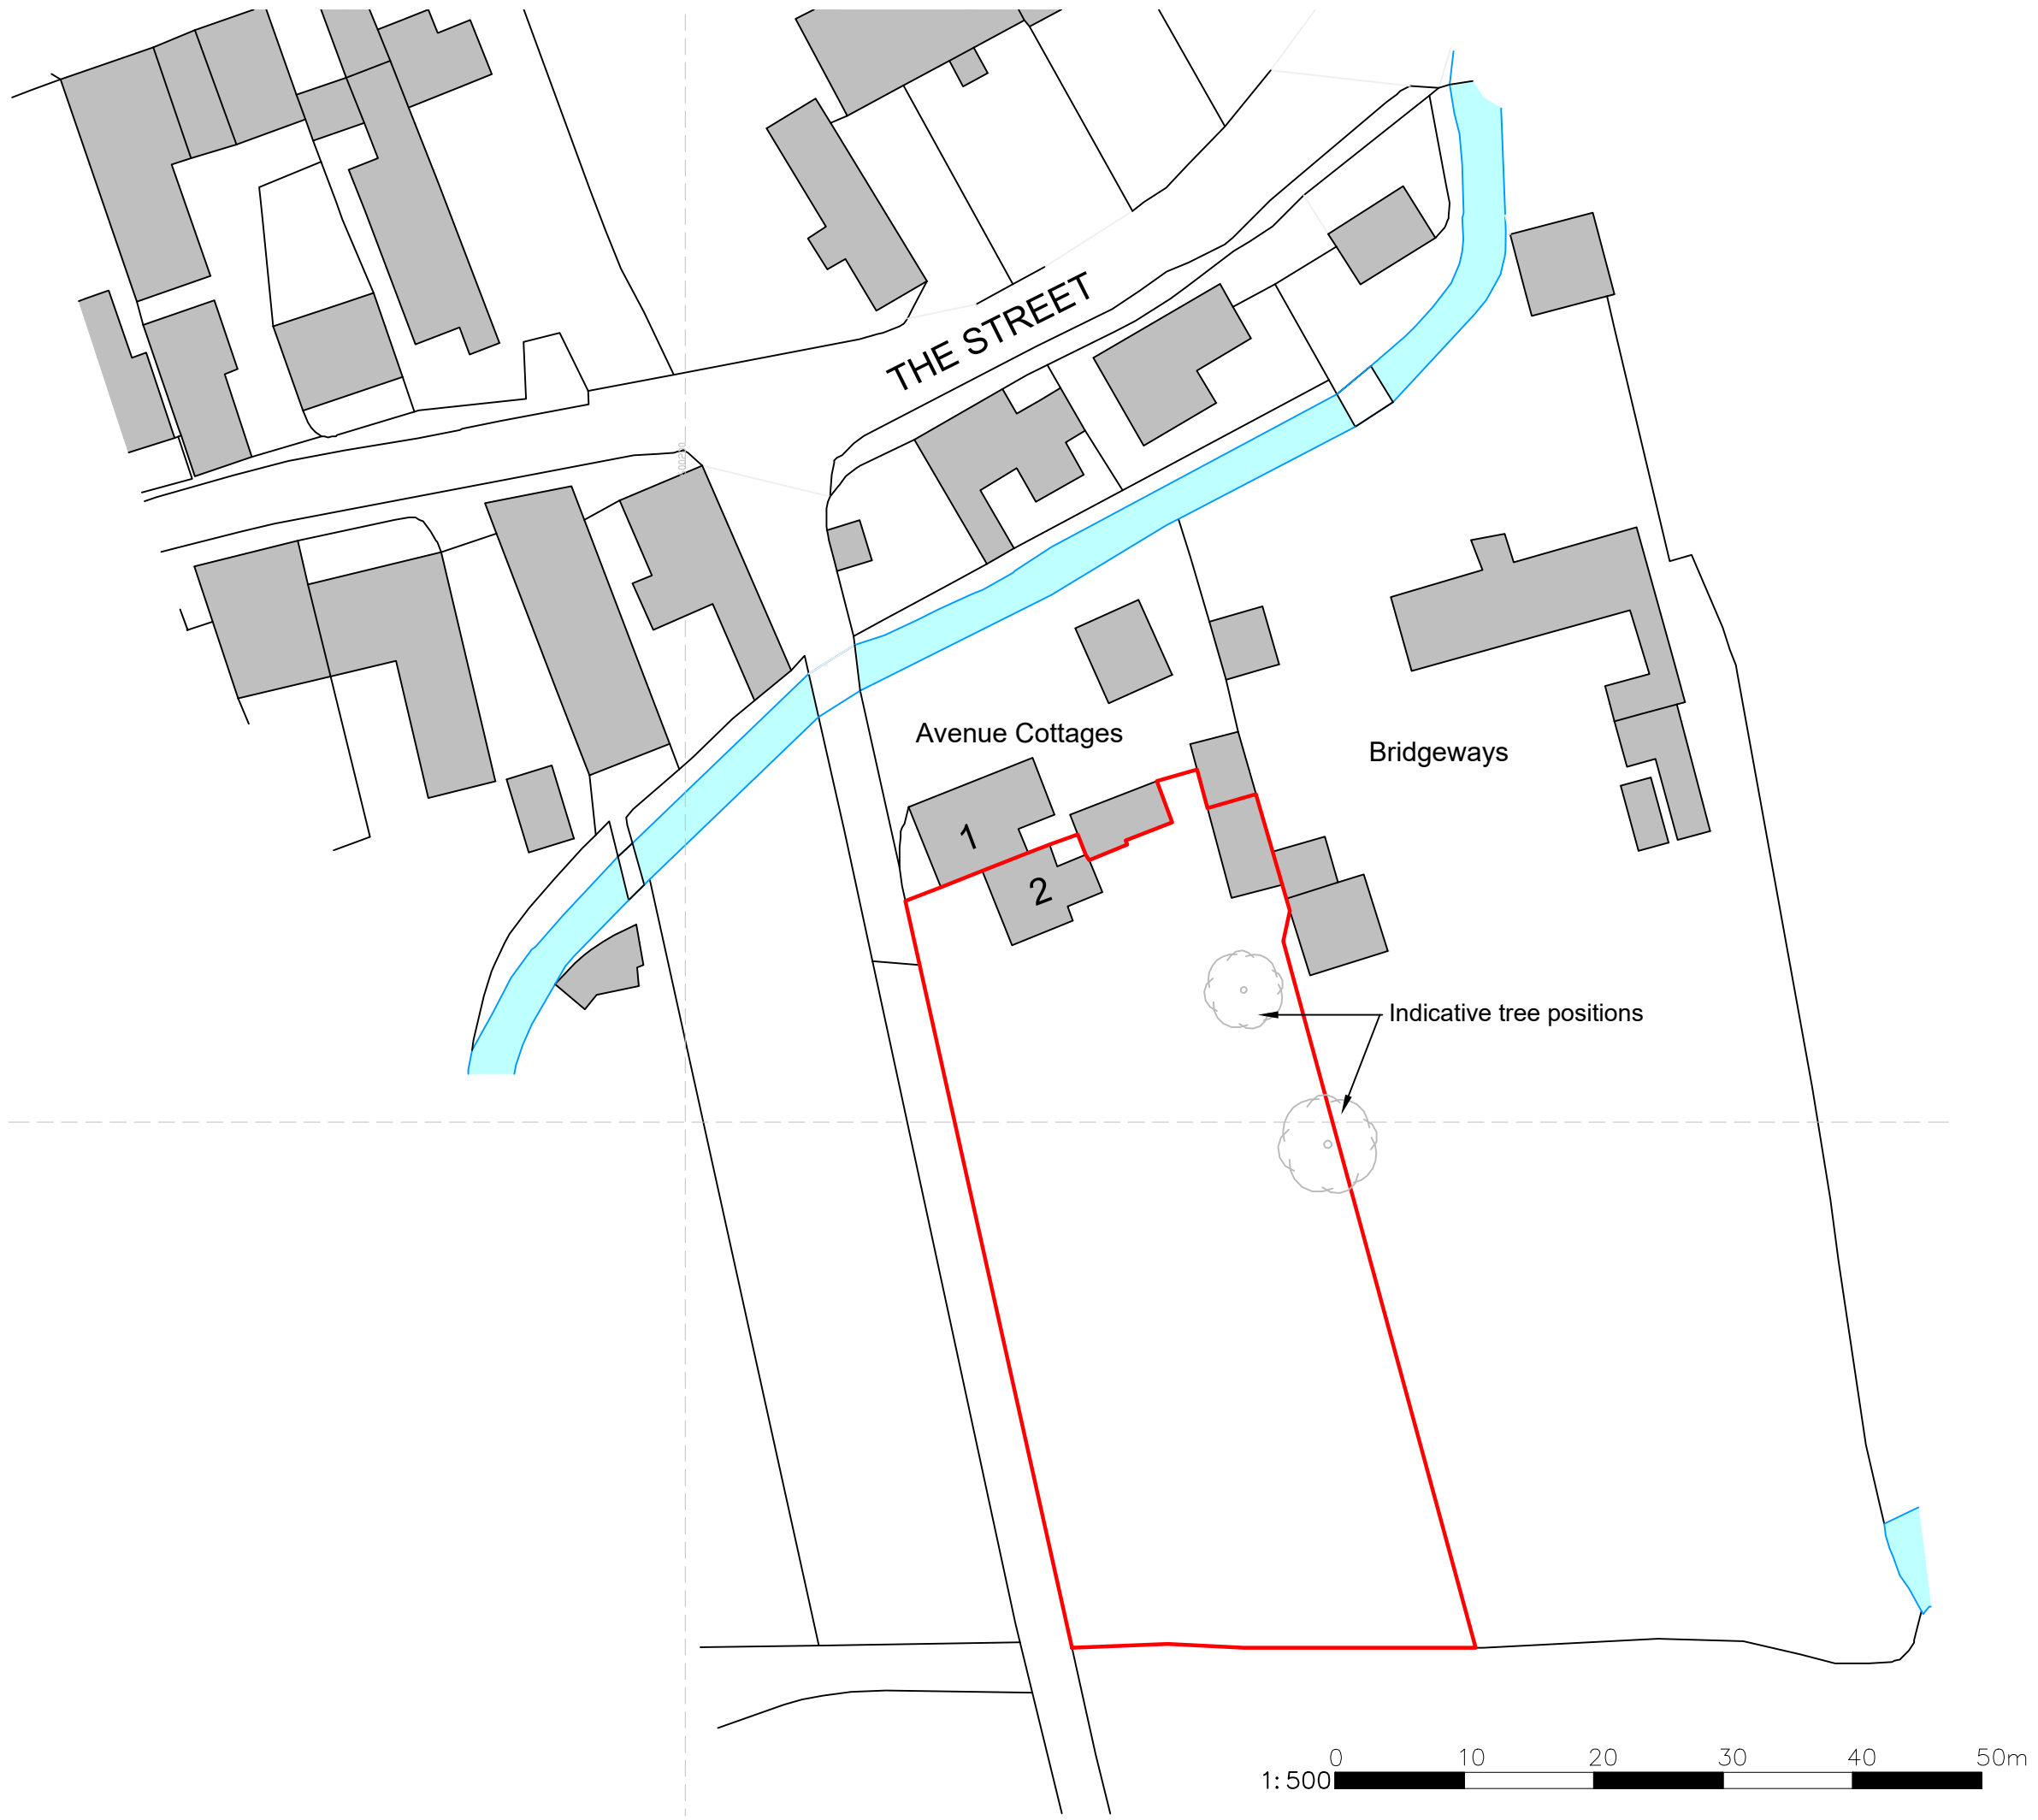 THE STREET
Avenue Cottages
Bridgeways
1
2
Indicative tree positions
0 10 20 30 40 50m
1:500